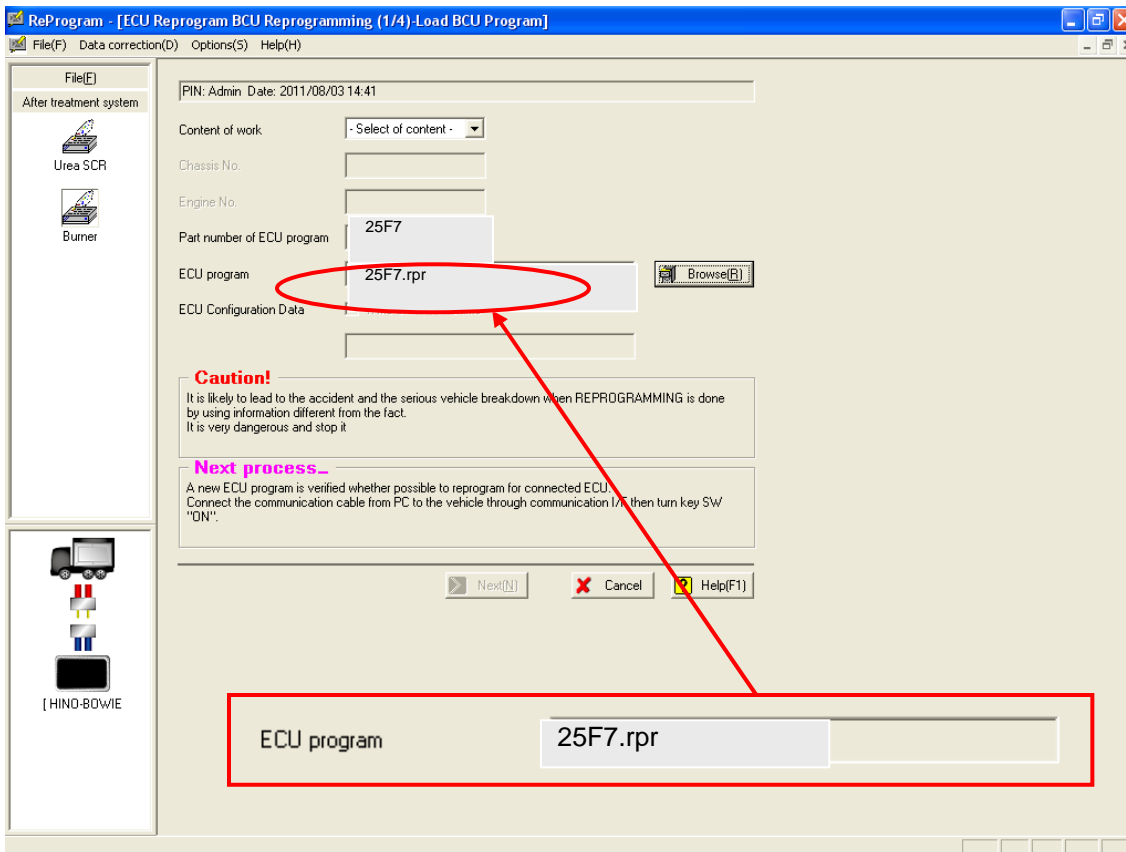 ReProgram - [ECU Reprogram BCU Reprogramming (1/4)-Load BCU Program]
File(F) Data correction(D) Options(S) Help(H)
File(F)
After treatment system
Urea SCR
Burner
PIN: Admin Date: 2011/08/03 14:41
Content of work
- Select of content -
Chassis No.
Engine No.
Part number of ECU program
25F7
ECU program
25F7.rpr
Browse(R)
ECU Configuration Data
Caution!
It is likely to lead to the accident and the serious vehicle breakdown when REPROGRAMMING is done
by using information different from the fact.
It is very dangerous and stop it
Next process...
A new ECU program is verified whether possible to reprogram for connected ECU.
Connect the communication cable from PC to the vehicle through communication I/F then turn key SW
"ON".
Next(N)
Cancel
? Help(F1)
[ HINO-BOWIE
ECU program
25F7.rpr